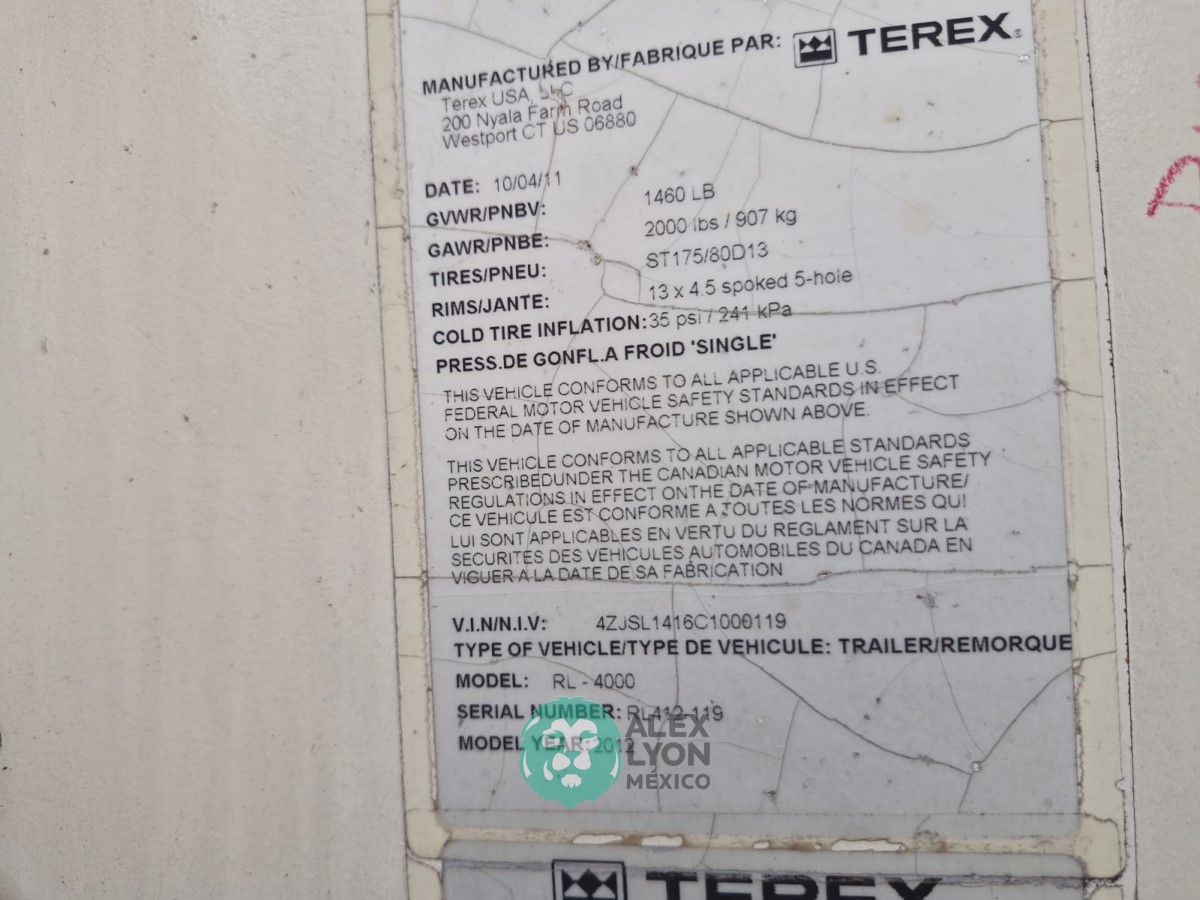 MANUFACTURED BY/FABRIQUE PAR: TEREX
Terex USA, LLC
200 Nyala Farm Road
Westport CT US 06880
DATE: 10/04/11
GVWR/PNBV: 1460 LB
GAWR/PNBE: 2000 lbs / 907 kg
TIRES/PNEU: ST175/80D13
RIMS/JANTE: 13 x 4.5 spoked 5-hole
COLD TIRE INFLATION: 35 psi / 241 kPa
PRESS.DE GONFL.A FROID 'SINGLE'
THIS VEHICLE CONFORMS TO ALL APPLICABLE U.S.
FEDERAL MOTOR VEHICLE SAFETY STANDARDS IN EFFECT
ON THE DATE OF MANUFACTURE SHOWN ABOVE.
THIS VEHICLE CONFORMS TO ALL APPLICABLE STANDARDS
PRESCRIBEDUNDER THE CANADIAN MOTOR VEHICLE SAFETY
REGULATIONS IN EFFECT ONTHE DATE OF MANUFACTURE/
CE VEHICULE EST CONFORME A TOUTES LES NORMES QUI
LUI SONT APPLICABLES EN VERTU DU REGLAMENT SUR LA
SECURITES DES VEHICULES AUTOMOBILES DU CANADA EN
VIGUER A LA DATE DE SA FABRICATION
V.I.N/N.I.V: 4ZJSL1416C1000119
TYPE OF VEHICLE/TYPE DE VEHICULE: TRAILER/REMORQUE
MODEL: RL - 4000
SERIAL NUMBER: RL412-119
MODEL YEAR: 2012
ALEX
LYON
MÉXICO
TEREX